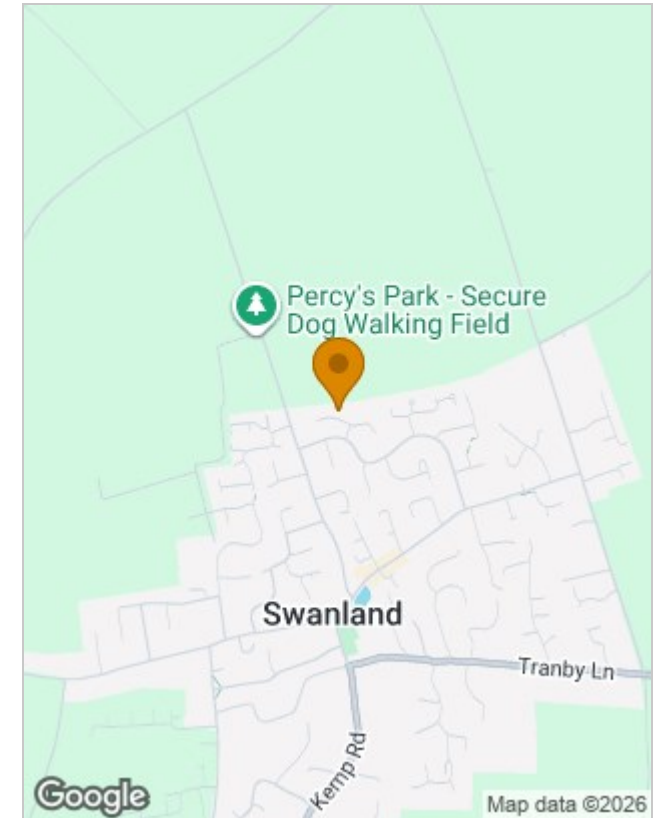 Percy's Park - Secure
Dog Walking Field
Swanland
Tranby Ln
Kemp Rd
Google
Map data ©2026